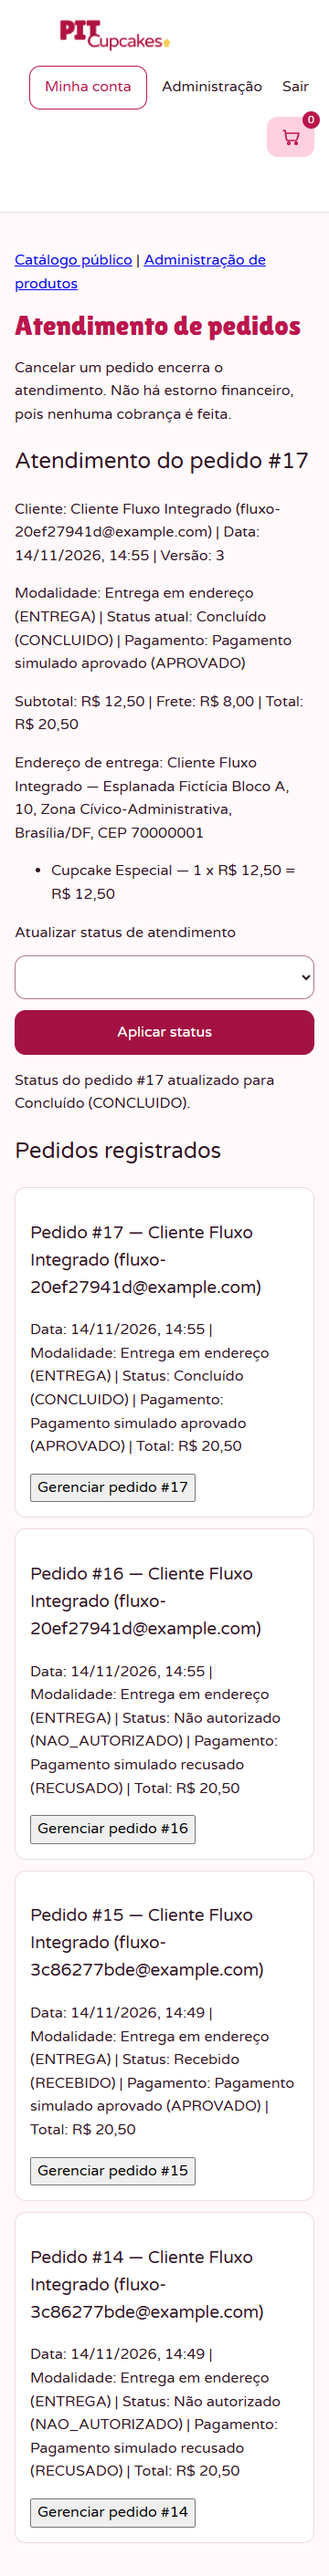 PIT
Cupcakes
Minha conta Administração Sair
0
Catálogo público | Administração de
produtos
Atendimento de pedidos
Cancelar um pedido encerra o
atendimento. Não há estorno financeiro,
pois nenhuma cobrança é feita.
Atendimento do pedido #17
Cliente: Cliente Fluxo Integrado (fluxo-
20ef27941d@example.com) | Data:
14/11/2026, 14:55 | Versão: 3
Modalidade: Entrega em endereço
(ENTREGA) | Status atual: Concluído
(CONCLUIDO) | Pagamento: Pagamento
simulado aprovado (APROVADO)
Subtotal: R$ 12,50 | Frete: R$ 8,00 | Total:
R$ 20,50
Endereço de entrega: Cliente Fluxo
Integrado — Esplanada Fictícia Bloco A,
10, Zona Cívico-Administrativa,
Brasília/DF, CEP 70000001
• Cupcake Especial — 1 x R$ 12,50 =
R$ 12,50
Atualizar status de atendimento
Aplicar status
Status do pedido #17 atualizado para
Concluído (CONCLUIDO).
Pedidos registrados
Pedido #17 — Cliente Fluxo
Integrado (fluxo-
20ef27941d@example.com)
Data: 14/11/2026, 14:55 |
Modalidade: Entrega em endereço
(ENTREGA) | Status: Concluído
(CONCLUIDO) | Pagamento:
Pagamento simulado aprovado
(APROVADO) | Total: R$ 20,50
Gerenciar pedido #17
Pedido #16 — Cliente Fluxo
Integrado (fluxo-
20ef27941d@example.com)
Data: 14/11/2026, 14:55 |
Modalidade: Entrega em endereço
(ENTREGA) | Status: Não autorizado
(NAO_AUTORIZADO) | Pagamento:
Pagamento simulado recusado
(RECUSADO) | Total: R$ 20,50
Gerenciar pedido #16
Pedido #15 — Cliente Fluxo
Integrado (fluxo-
3c86277bde@example.com)
Data: 14/11/2026, 14:49 |
Modalidade: Entrega em endereço
(ENTREGA) | Status: Recebido
(RECEBIDO) | Pagamento: Pagamento
simulado aprovado (APROVADO) |
Total: R$ 20,50
Gerenciar pedido #15
Pedido #14 — Cliente Fluxo
Integrado (fluxo-
3c86277bde@example.com)
Data: 14/11/2026, 14:49 |
Modalidade: Entrega em endereço
(ENTREGA) | Status: Não autorizado
(NAO_AUTORIZADO) | Pagamento:
Pagamento simulado recusado
(RECUSADO) | Total: R$ 20,50
Gerenciar pedido #14